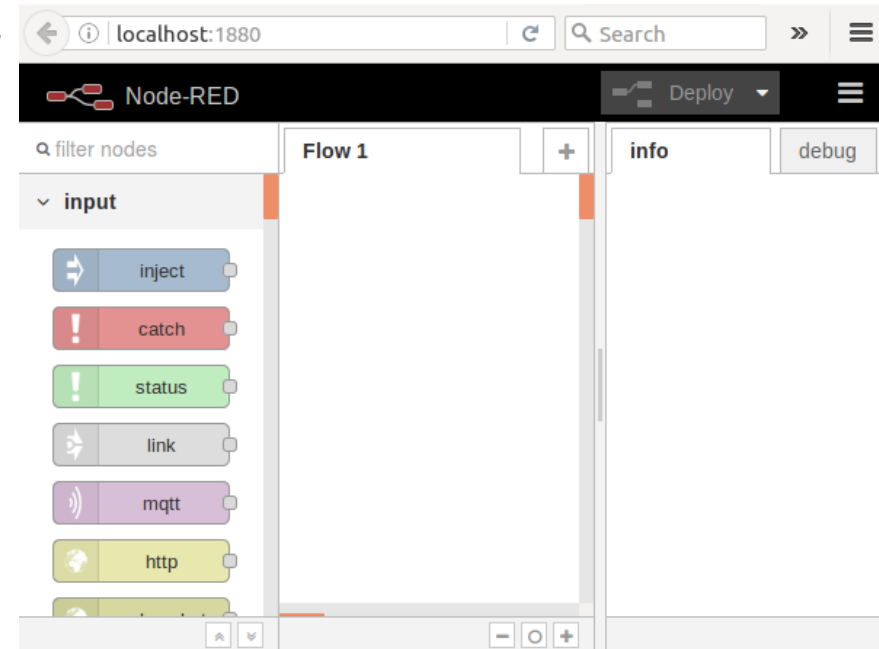 localhost:1880
Search
Node-RED
Deploy
filter nodes
Flow 1
info
debug
input
inject
catch
status
link
mqtt
http